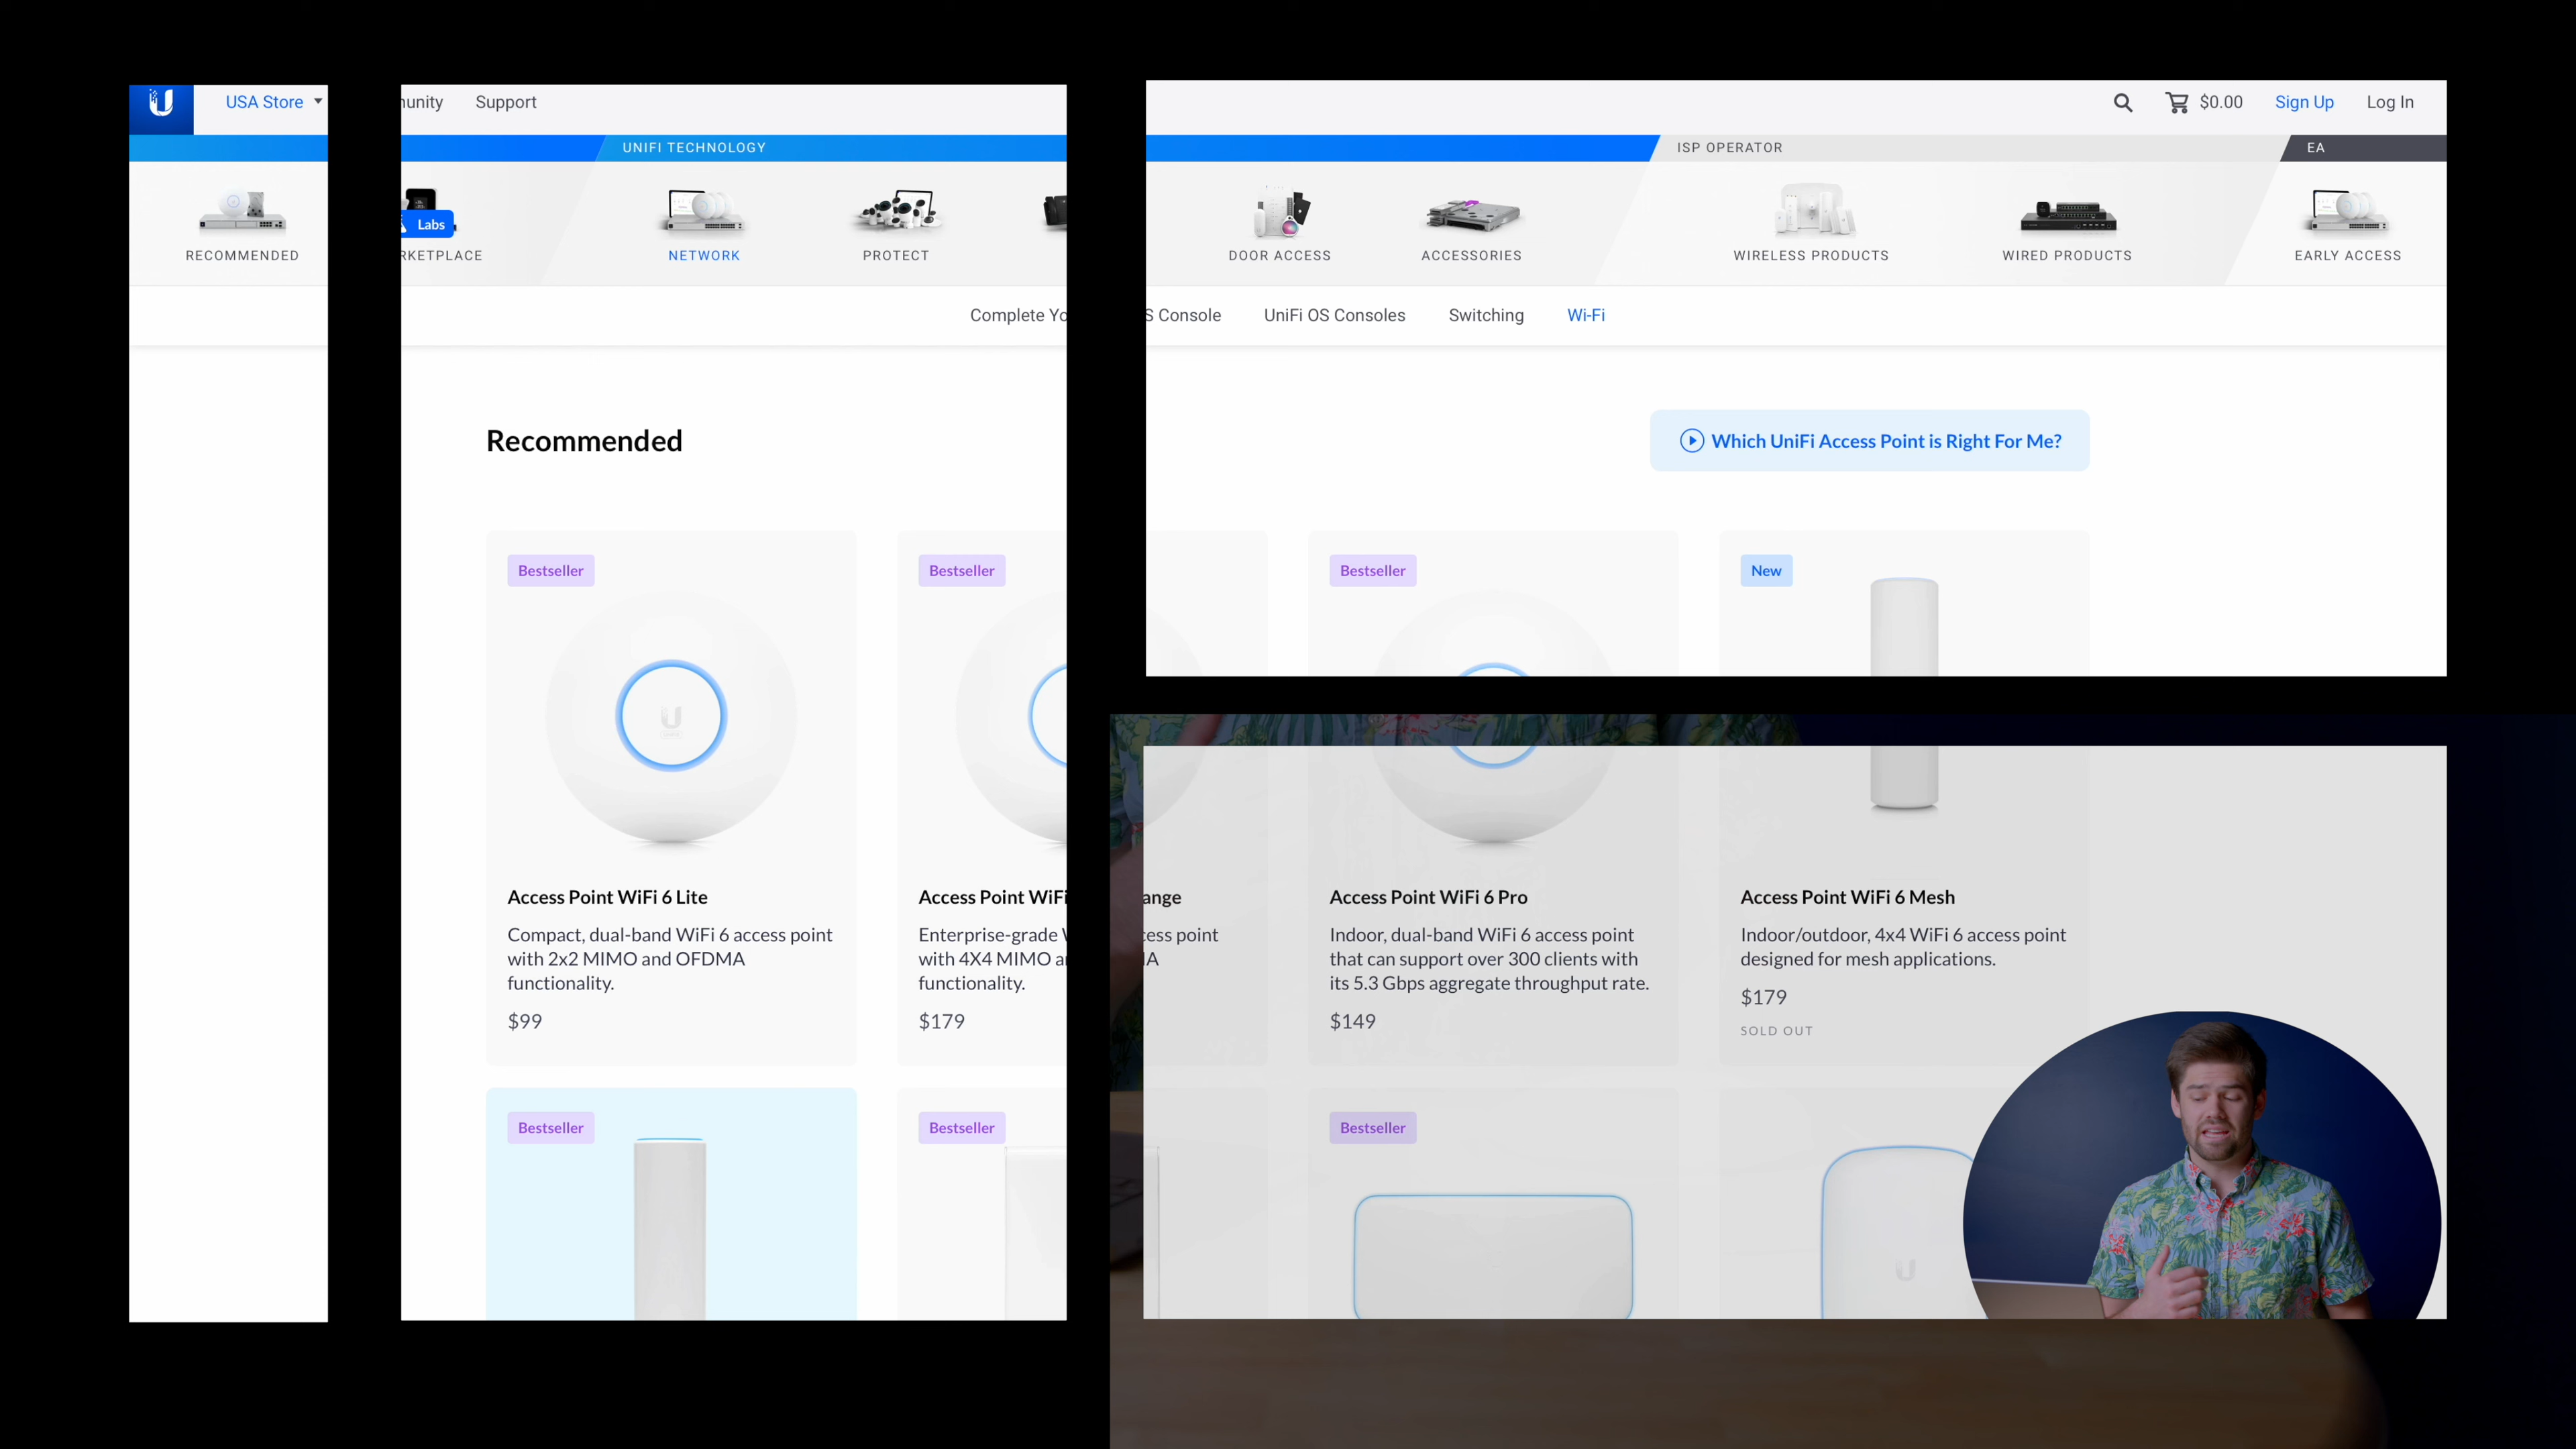 USA Store
Support
$0.00
Sign Up
Log In
UNIFI TECHNOLOGY
ISP OPERATOR
EA
Labs
RECOMMENDED
NETWORK
PROTECT
DOOR ACCESS
ACCESSORIES
WIRELESS PRODUCTS
WIRED PRODUCTS
EARLY ACCESS
Complete
Console
UniFi OS Consoles
Switching
Wi-Fi
Recommended
Which UniFi Access Point is Right For Me?
Bestseller
Bestseller
Bestseller
New
Access Point WiFi 6 Lite
Compact, dual-band WiFi 6 access point
with 2x2 MIMO and OFDMA
functionality.
$99
Access Point
Enterprise-grade
point
with 4X4 MIMO
functionality.
$179
Access Point WiFi 6 Pro
Indoor, dual-band WiFi 6 access point
that can support over 300 clients with
its 5.3 Gbps aggregate throughput rate.
$149
Access Point WiFi 6 Mesh
Indoor/outdoor, 4x4 WiFi 6 access point
designed for mesh applications.
$179
SOLD OUT
Bestseller
Bestseller
Bestseller